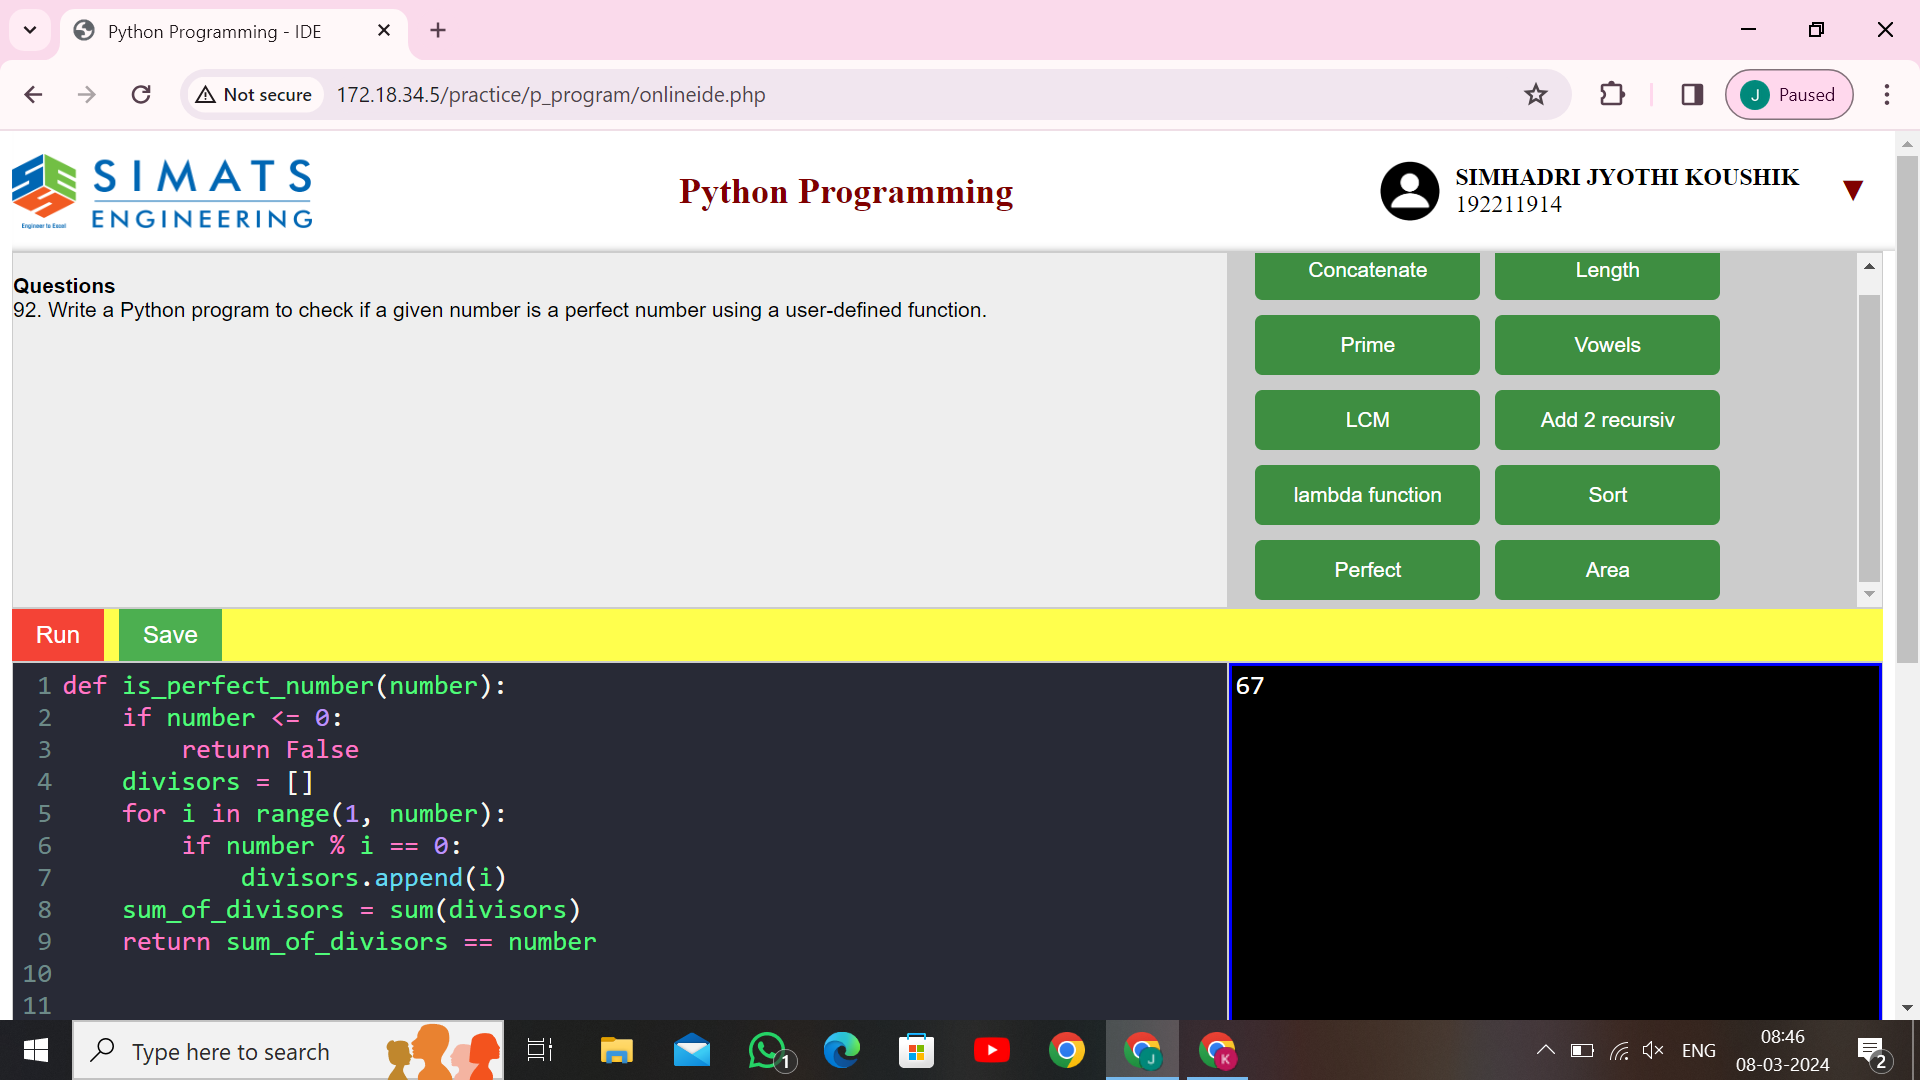 Python Programming - IDE
Not secure
172.18.34.5/practice/p_program/onlineide.php
J
Paused
SIMATS
ENGINEERING
Engineer to Excel
Python Programming
SIMHADRI JYOTHI KOUSHIK
192211914
Questions
92. Write a Python program to check if a given number is a perfect number using a user-defined function.
Concatenate
Length
Prime
Vowels
LCM
Add 2 recursiv
lambda function
Sort
Perfect
Area
Run
Save
1 def is_perfect_number(number):
2     if number <= 0:
3         return False
4     divisors = []
5     for i in range(1, number):
6         if number % i == 0:
7             divisors.append(i)
8     sum_of_divisors = sum(divisors)
9     return sum_of_divisors == number
10
11
67
Type here to search
1
J
K
ENG
08:46
08-03-2024
2